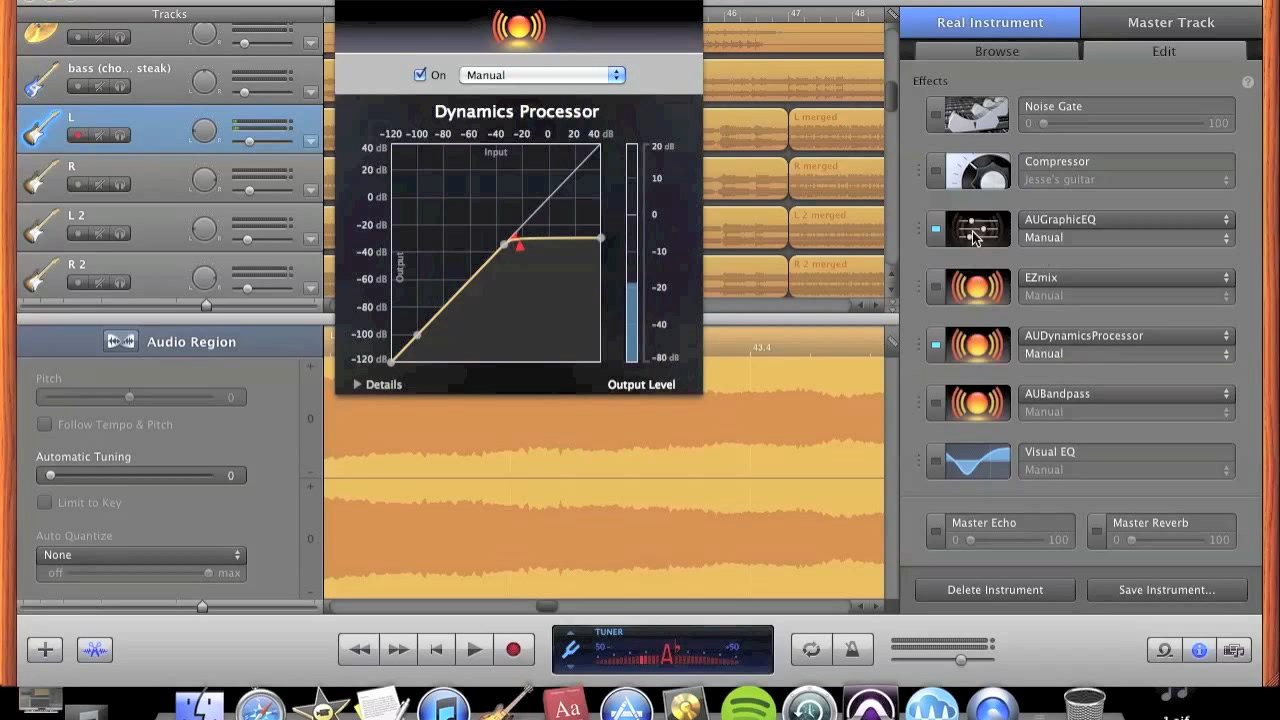 Tracks
46 47 48
Real Instrument
Master Track
Browse
Edit
On
Manual
bass (cho... steak)
L
R
L 2
R 2
L R
L merged
R merged
L 2 merged
R 2 merged
Dynamics Processor
-120 -100 -80 -60 -40 -20 0 20 40 dB
Input
Output
40 dB
20 dB
0 dB
-20 dB
-40 dB
-60 dB
-80 dB
-100 dB
-120 dB
20 dB
10
0
-10
-20
-40
-80 dB
Details
Output Level
Effects
?
Noise Gate
0 100
Compressor
Jesse's guitar
AUGraphicEQ
Manual
EZmix
Manual
AUDynamicsProcessor
Manual
AUBandpass
Manual
Visual EQ
Manual
Master Echo
0 100
Master Reverb
0 100
Delete Instrument
Save Instrument...
Audio Region
43.4
Pitch
0
Follow Tempo & Pitch
Automatic Tuning
0
Limit to Key
Auto Quantize
None
off max
+
0
-
+
0
-
TUNER
50- A♭ +50
Aa